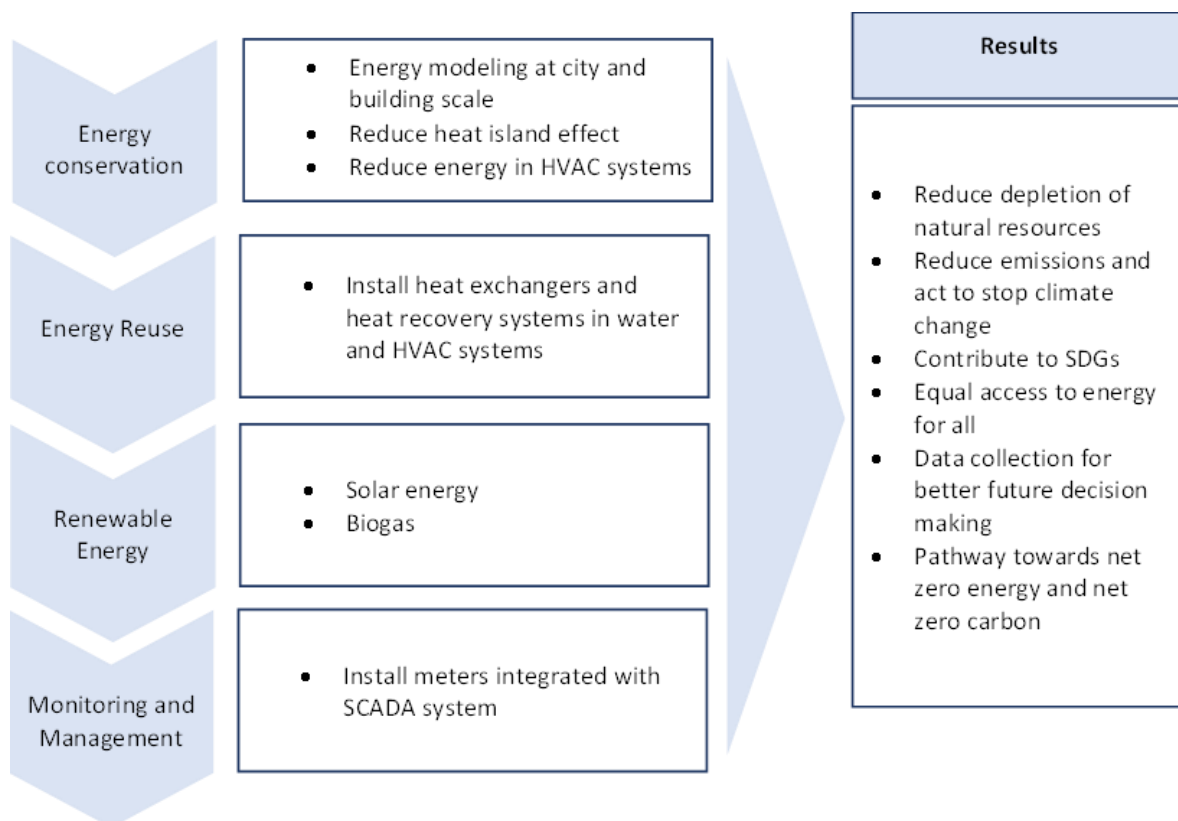 Energy
conservation
• Energy modeling at city and
building scale
• Reduce heat island effect
• Reduce energy in HVAC systems
Energy Reuse
• Install heat exchangers and
heat recovery systems in water
and HVAC systems
Renewable
Energy
• Solar energy
• Biogas
Monitoring and
Management
• Install meters integrated with
SCADA system
Results
• Reduce depletion of
natural resources
• Reduce emissions and
act to stop climate
change
• Contribute to SDGs
• Equal access to energy
for all
• Data collection for
better future decision
making
• Pathway towards net
zero energy and net
zero carbon